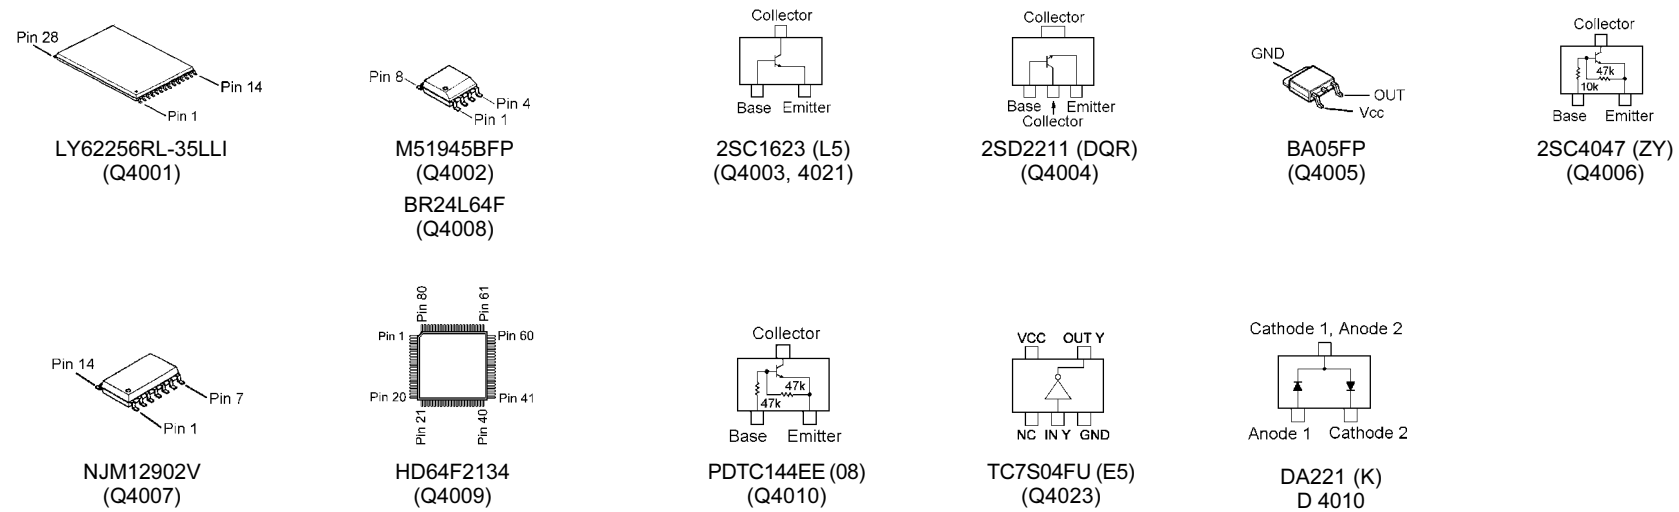 Pin 28
Pin 14
Pin 1
LY62256RL-35LLI
(Q4001)
Pin 8
Pin 4
Pin 1
M51945BFP
(Q4002)
BR24L64F
(Q4008)
Collector
Base Emitter
2SC1623 (L5)
(Q4003, 4021)
Collector
Base Emitter
Collector
2SD2211 (DQR)
(Q4004)
GND
OUT
Vcc
BA05FP
(Q4005)
Collector
47k
10k
Base Emitter
2SC4047 (ZY)
(Q4006)
Pin 14
Pin 7
Pin 1
NJM12902V
(Q4007)
Pin 80
Pin 61
Pin 1
Pin 60
Pin 20
Pin 41
Pin 21
Pin 40
HD64F2134
(Q4009)
Collector
47k
47k
Base Emitter
PDTC144EE (08)
(Q4010)
VCC OUT Y
NC IN Y GND
TC7S04FU (E5)
(Q4023)
Cathode 1, Anode 2
Anode 1 Cathode 2
DA221 (K)
D 4010